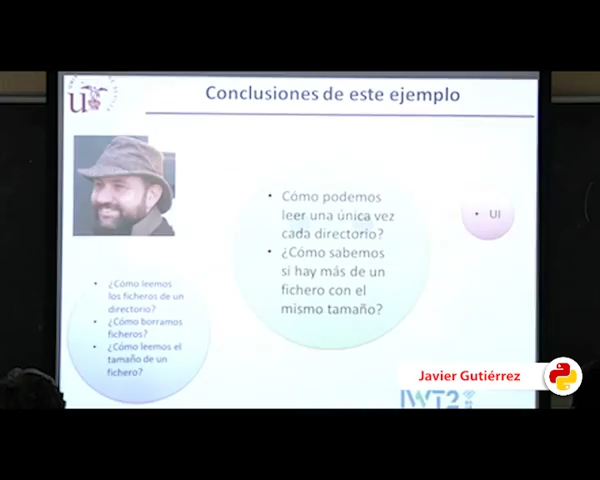 Conclusiones de este ejemplo
• Cómo podemos
leer una única vez
cada directorio?
• ¿Cómo sabemos
si hay más de un
fichero con el
mismo tamaño?
• UI
• ¿Cómo leemos
los ficheros de un
directorio?
• ¿Cómo borramos
ficheros?
• ¿Cómo leemos el
tamaño de un
fichero?
Javier Gutiérrez
IWT2